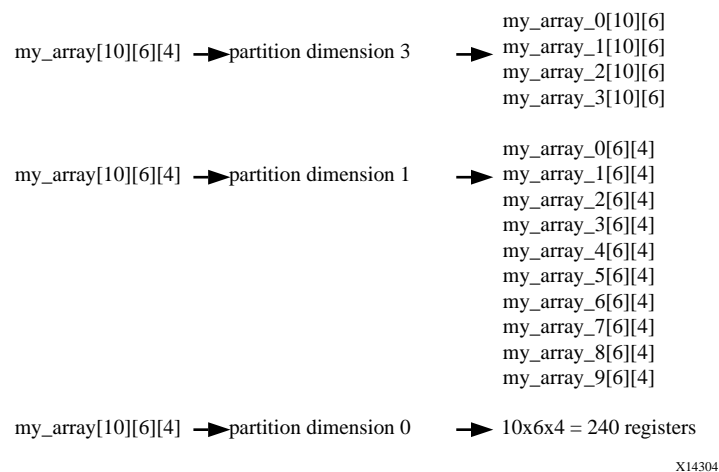 my_array_0[10][6]
my_array[10][6][4] partition dimension 3 my_array_1[10][6]
my_array_2[10][6]
my_array_3[10][6]
my_array_0[6][4]
my_array[10][6][4] partition dimension 1 my_array_1[6][4]
my_array_2[6][4]
my_array_3[6][4]
my_array_4[6][4]
my_array_5[6][4]
my_array_6[6][4]
my_array_7[6][4]
my_array_8[6][4]
my_array_9[6][4]
my_array[10][6][4] partition dimension 0 10x6x4 = 240 registers
X14304